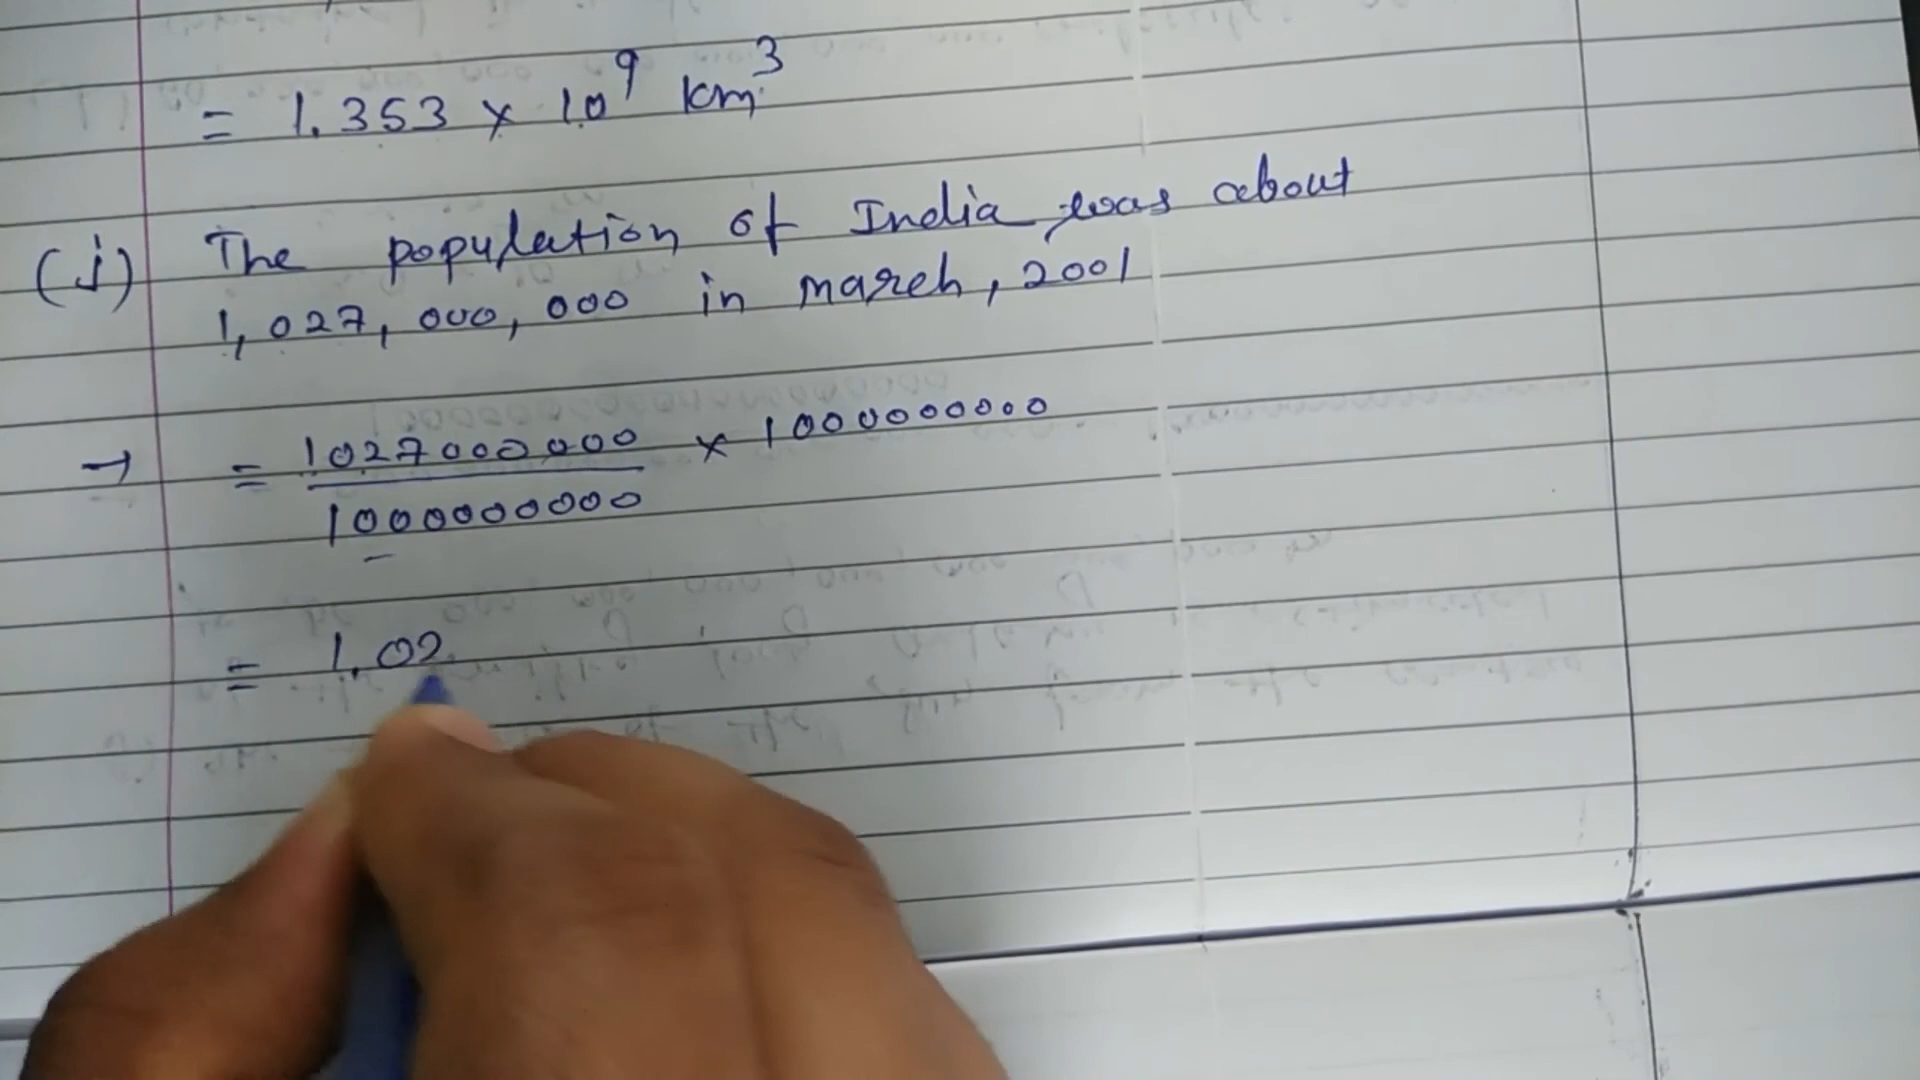 = 1.353 × 10⁹ km³
(j) The population of India was about
1,027,000,000 in march, 2001
→ = 1027000000 × 1000000000
1000000000
= 1.02